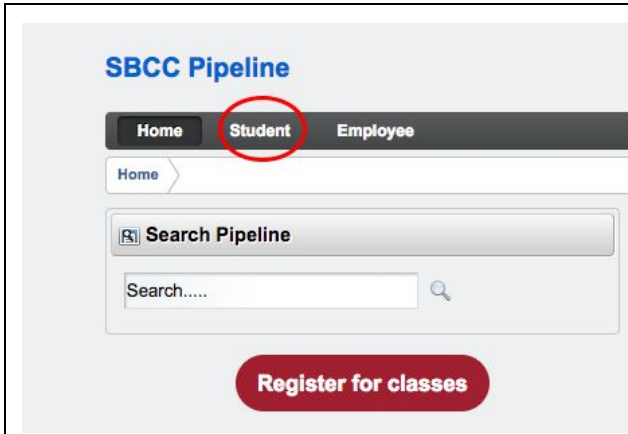 SBCC Pipeline
Home Student Employee
Home
Search Pipeline
Search.....
Register for classes